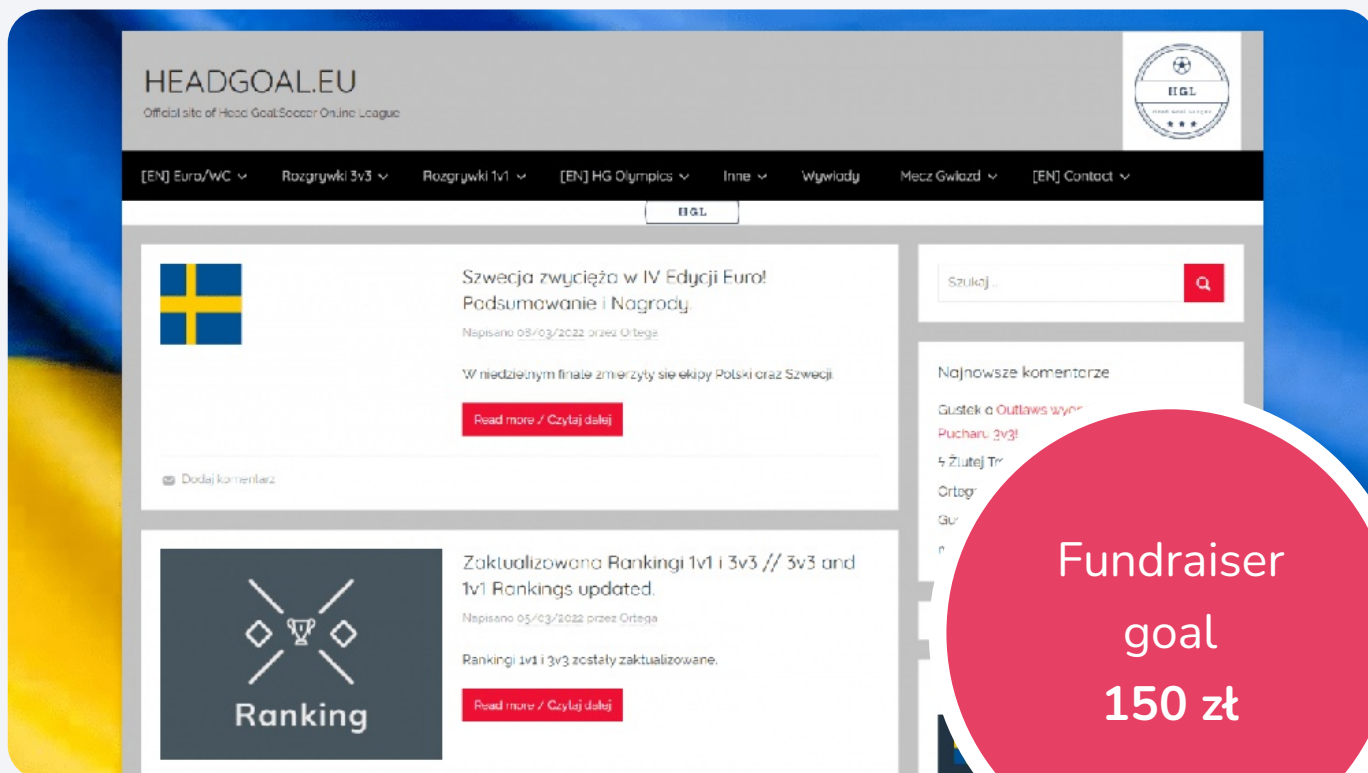 HEADGOAL.EU
Official site of Head Goal Soccer Online League
HGL
Head Goal League
[EN] Euro/WC
Rozgrywki 3v3
Rozgrywki 1v1
[EN] HG Olympics
Inne
Wywiady
Mecz Gwiazd
[EN] Contact
HGL
Szwecja zwycięża w IV Edycji Euro!
Podsumowanie i Nagrody.
Napisano 08/03/2022 przez Ortega
W niedzielnym finale zmierzyły się ekipy Polski oraz Szwecji.
Read more / Czytaj dalej
Dodaj komentarz
Zaktualizowano Rankingi 1v1 i 3v3 // 3v3 and
1v1 Rankings updated.
Napisano 05/03/2022 przez Ortega
Rankingi 1v1 i 3v3 zostały zaktualizowane.
Read more / Czytaj dalej
Ranking
Szukaj...
Najnowsze komentarze
Gustek o Outlaws
Pucharu 3v3!
Fundraiser
goal
150 zł